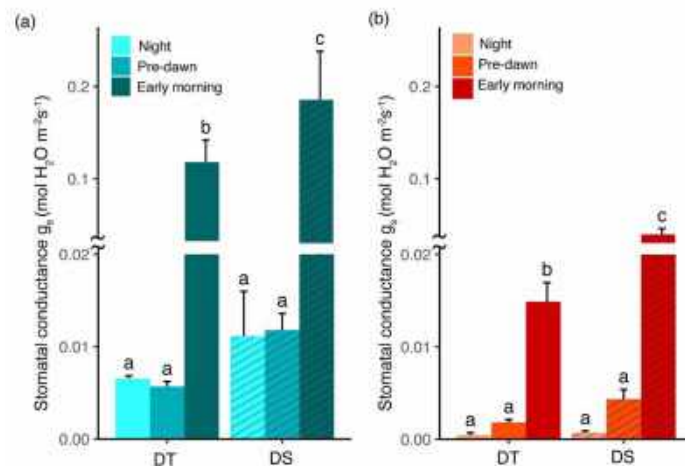 (a)
Night
Pre-dawn
Early morning
Stomatal conductance gs (mol H2O m-2s-1)
0.2
0.1
0.02
0.01
0.00
a
a
b
a
a
c
DT
DS
(b)
Night
Pre-dawn
Early morning
Stomatal conductance gs (mol H2O m-2s-1)
0.2
0.1
0.02
0.01
0.00
a
a
b
a
a
c
DT
DS